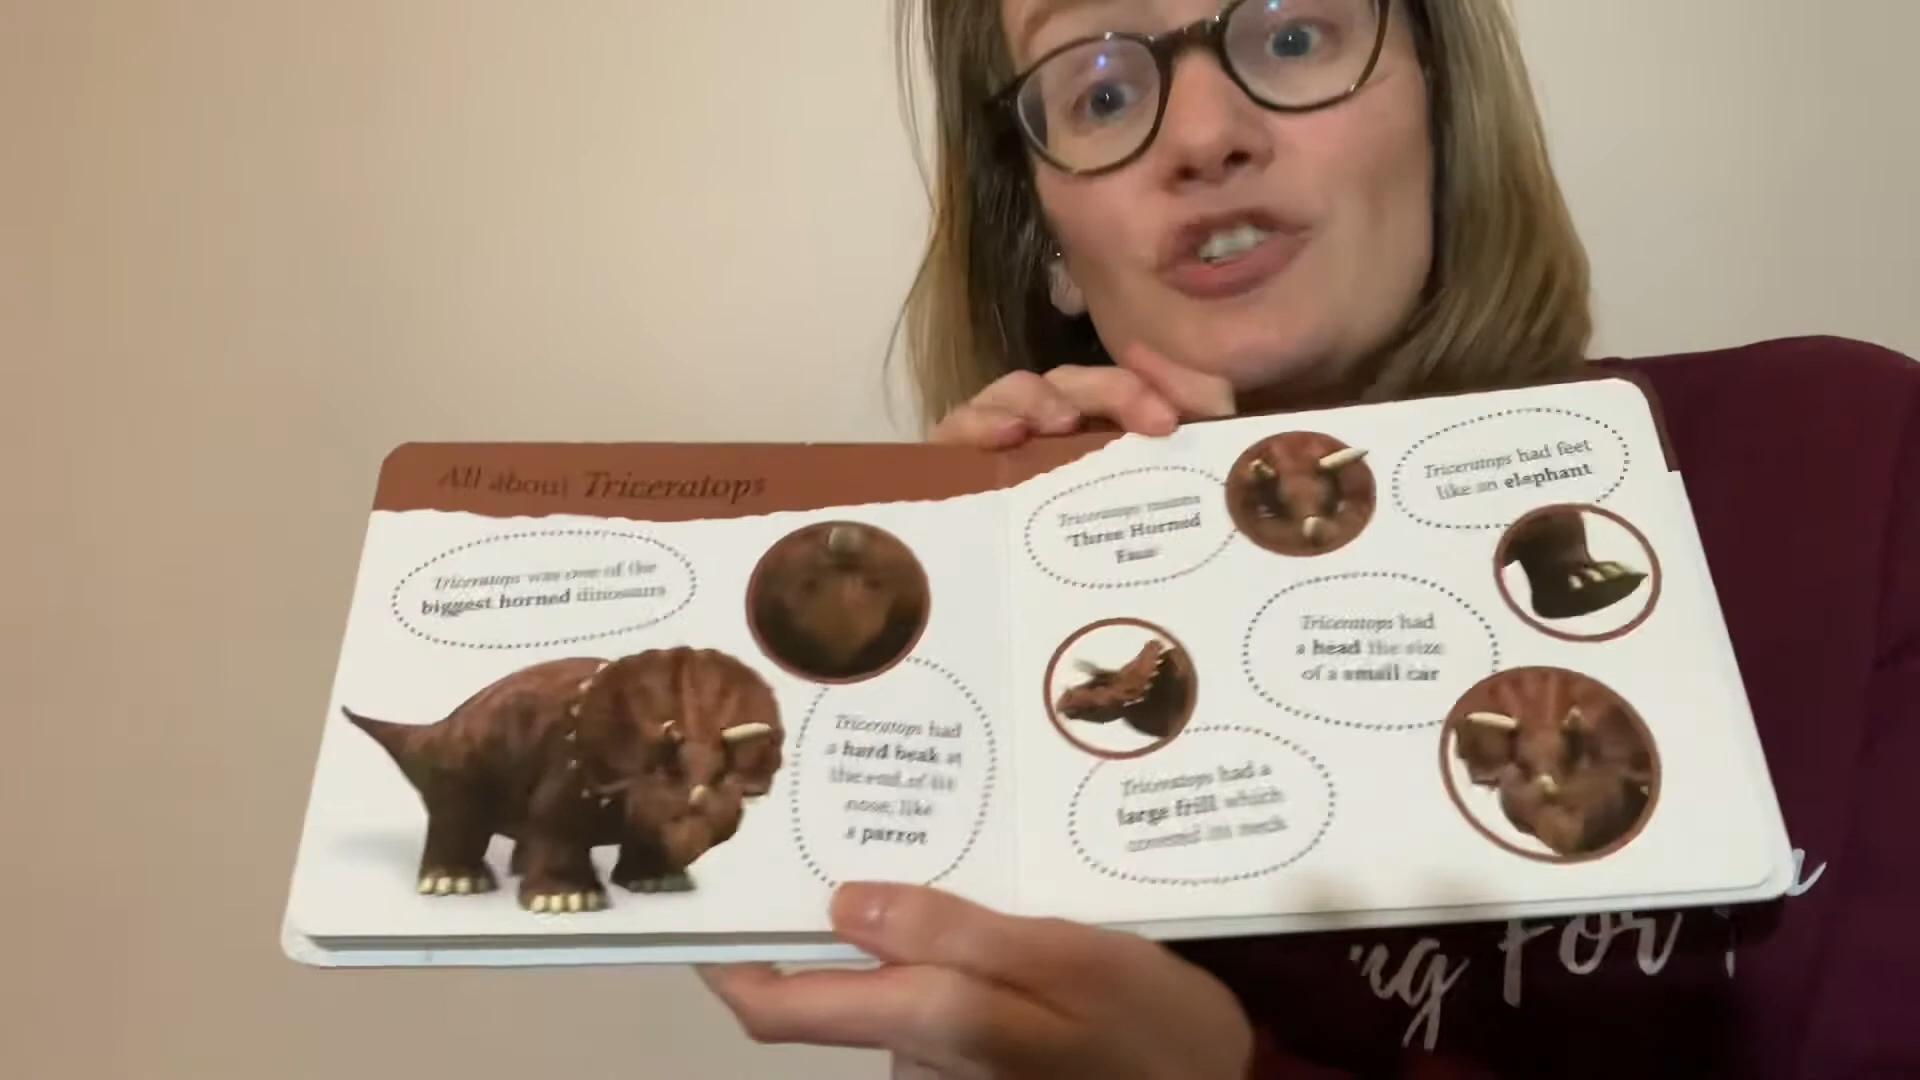 All about Triceratops
Triceratops was one of the
biggest horned dinosaurs
Triceratops had
a hard beak at
the end of its
nose, like
a parrot
Triceratops means
'Three Horned
Face'
Triceratops had feet
like an elephant
Triceratops had
a head the size
of a small car
Triceratops had a
large frill which
covered its neck
For